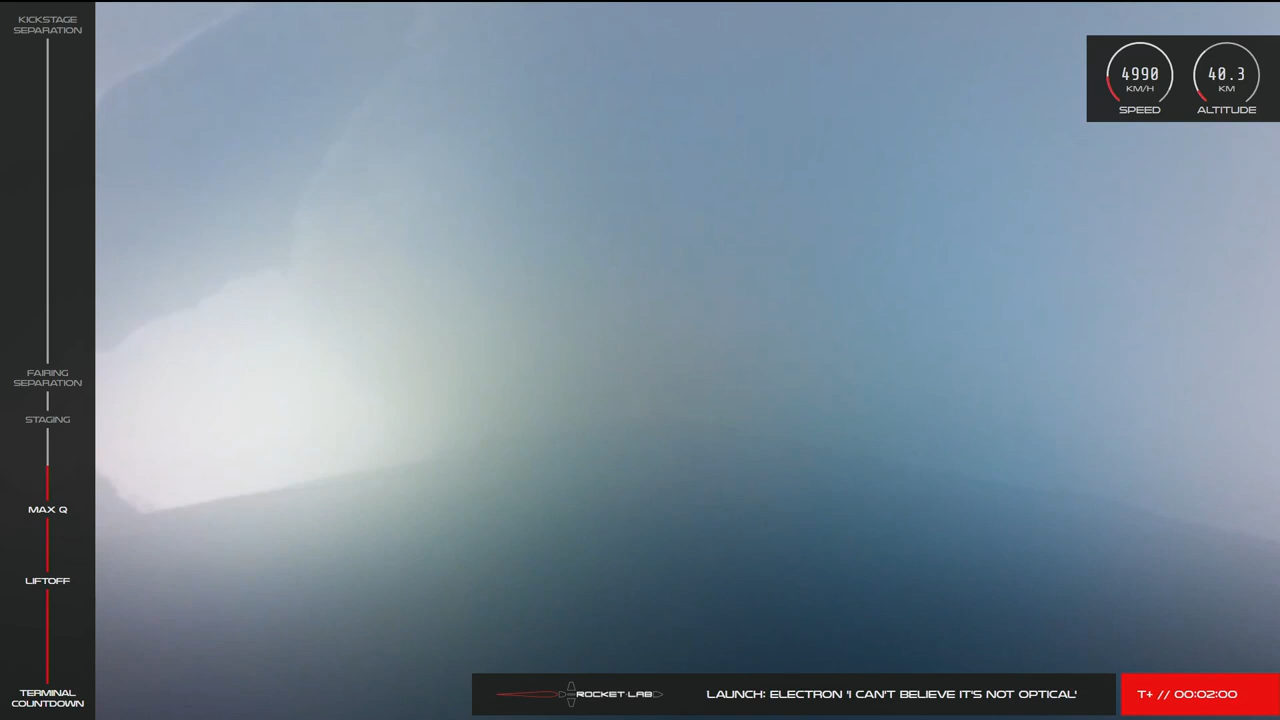 KICKSTAGE
SEPARATION
FAIRING
SEPARATION
STAGING
MAX Q
LIFTOFF
TERMINAL
COUNTDOWN
4990
KM/H
SPEED
40.3
KM
ALTITUDE
ROCKET LAB
LAUNCH: ELECTRON 'I CAN'T BELIEVE IT'S NOT OPTICAL'
T+ // 00:02:00